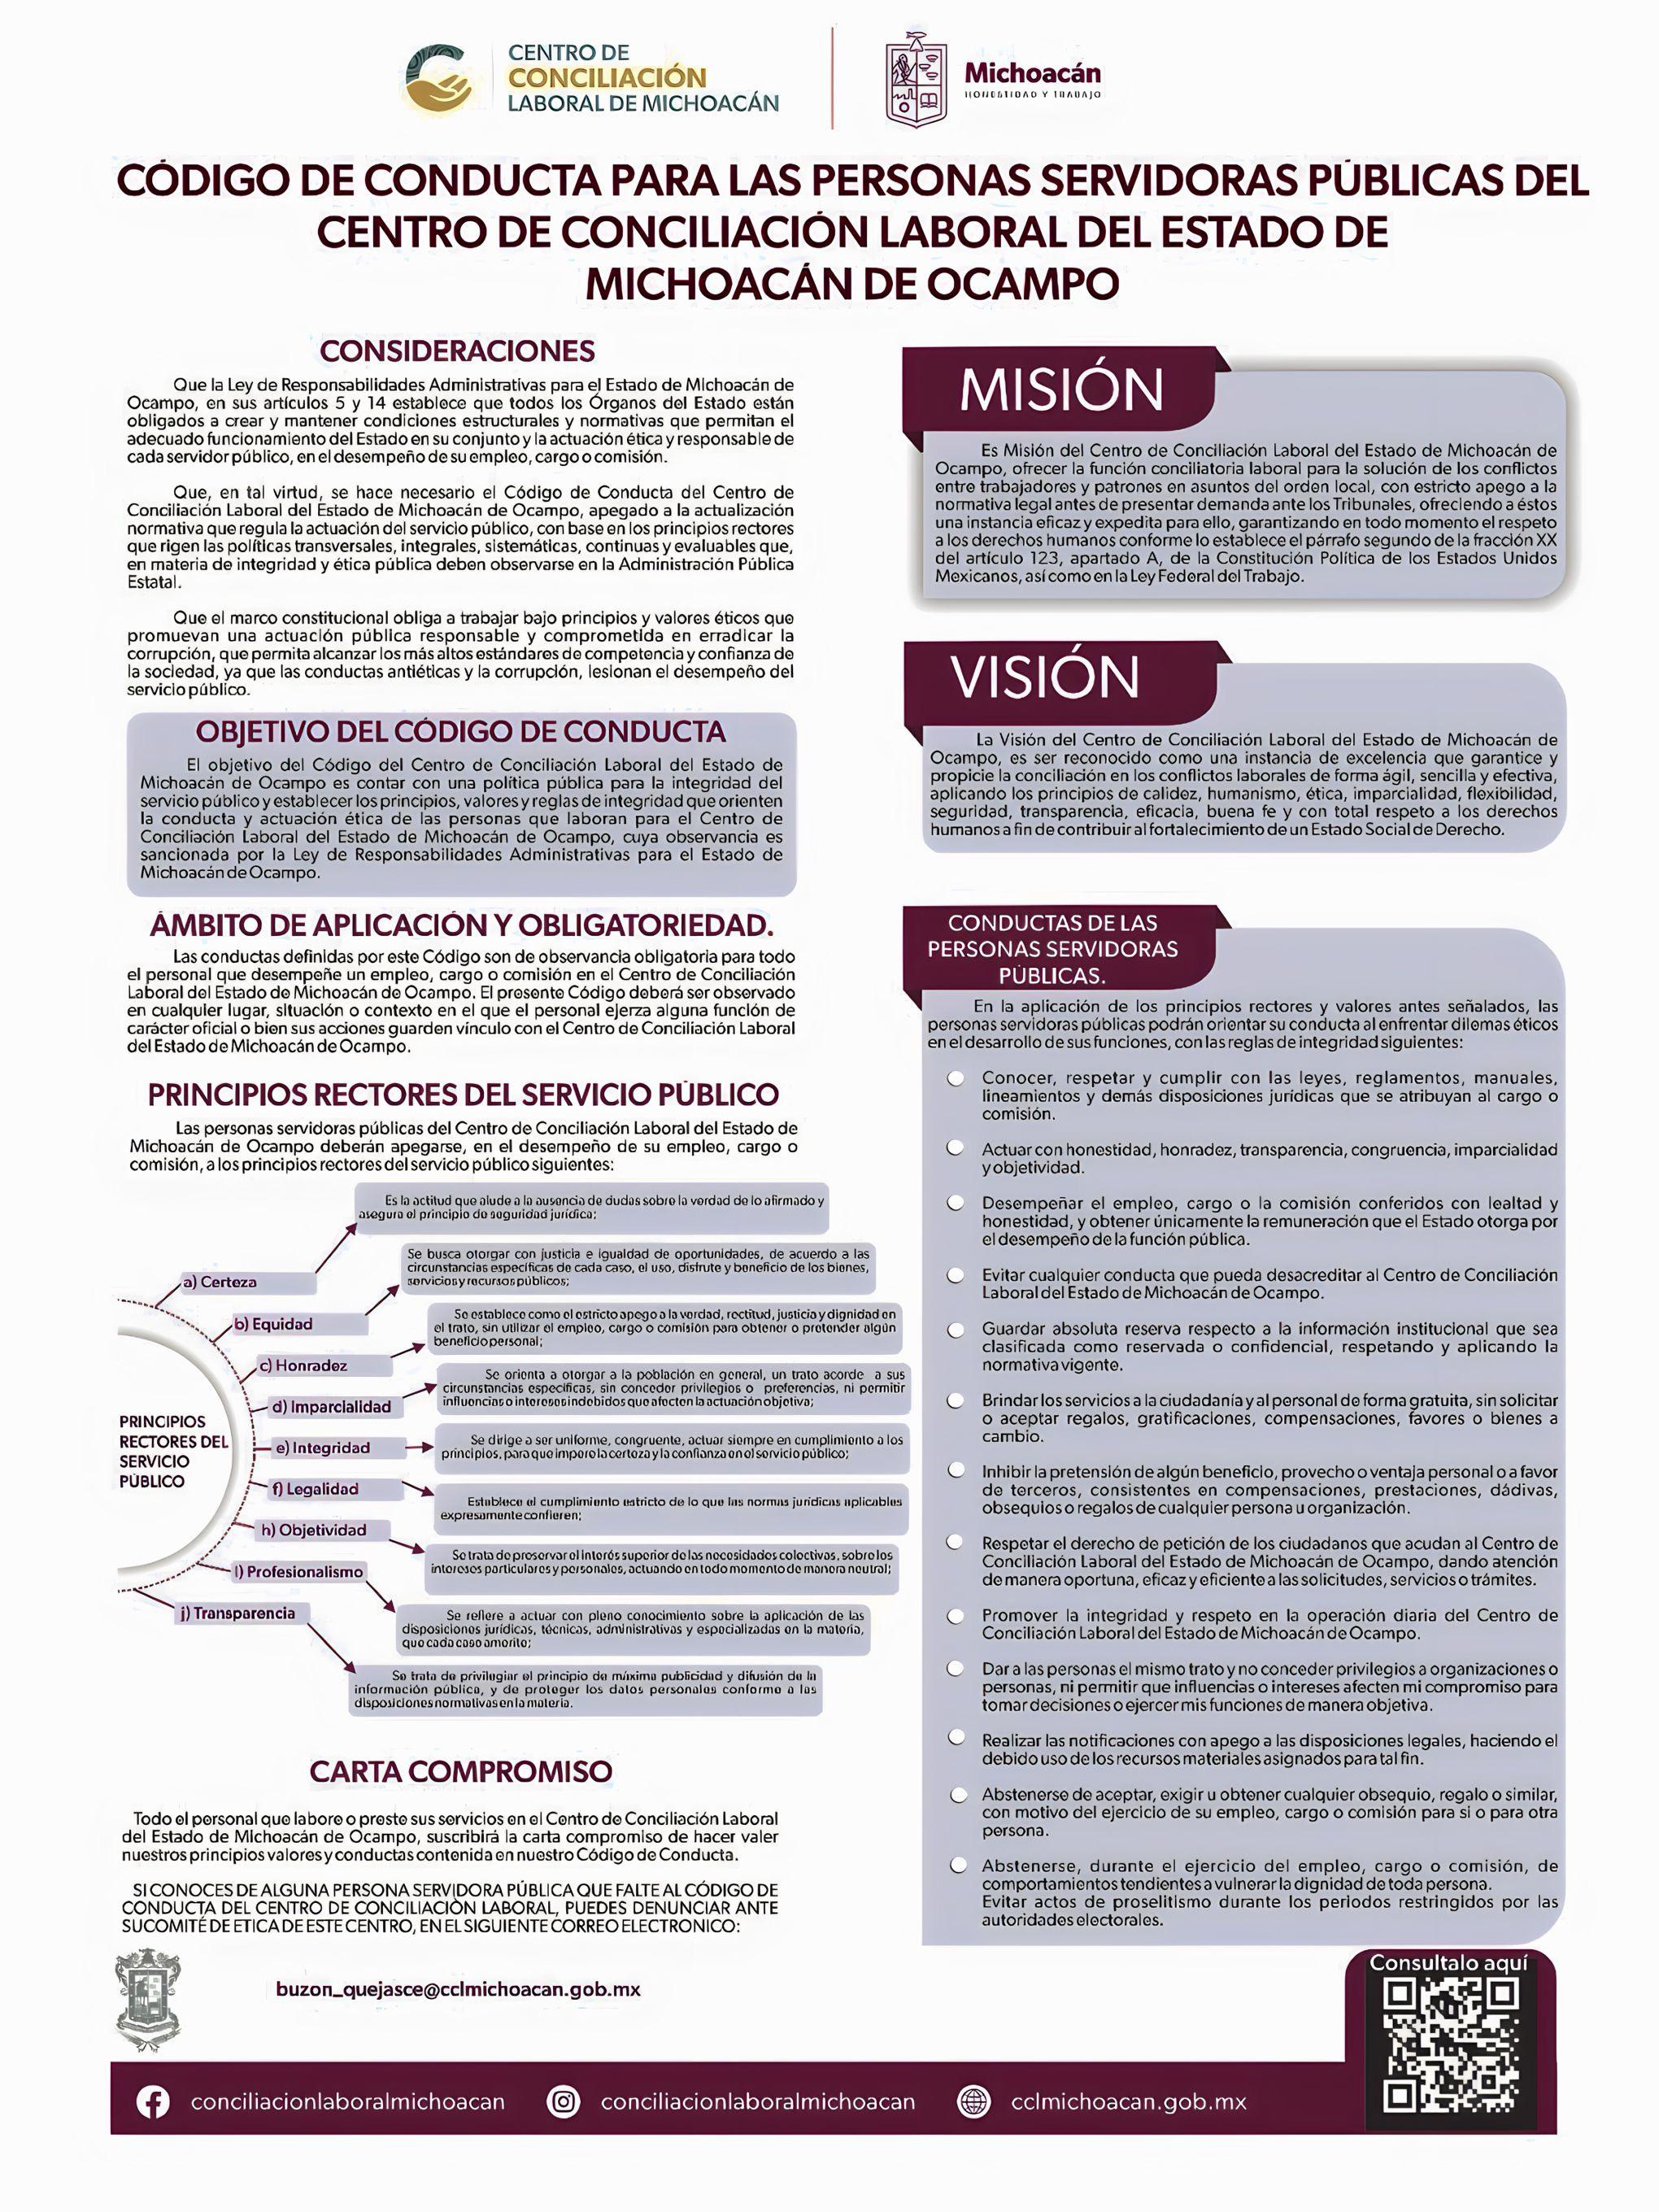 CENTRO DE
CONCILIACIÓN
LABORAL DE MICHOACÁN
Michoacán
HONESTIDAD Y TRABAJO
CÓDIGO DE CONDUCTA PARA LAS PERSONAS SERVIDORAS PÚBLICAS DEL
CENTRO DE CONCILIACIÓN LABORAL DEL ESTADO DE
MICHOACÁN DE OCAMPO
CONSIDERACIONES
Que la Ley de Responsabilidades Administrativas para el Estado de MIchoacán de
Ocampo, en sus artículos 5 y 14 establece que todos los Órganos del Estado están
obligados a crear y mantener condiciones estructurales y normativas que permitan el
adecuado funcionamiento del Estado en su conjunto y la actuación ética y responsable de
cada servidor público, en el desempeño de su empleo, cargo o comisión.
Que, en tal virtud, se hace necesario el Código de Conducta del Centro de
Conciliación Laboral del Estado de Michoacán de Ocampo, apegado a la actualización
normativa que regula la actuación del servicio público, con base en los principios rectores
que rigen las políticas transversales, integrales, sistemáticas, continuas y evaluables que,
en materia de integridad y ética pública deben observarse en la Administración Pública
Estatal.
Que el marco constitucional obliga a trabajar bajo principios y valores éticos que
promuevan una actuación pública responsable y comprometida en erradicar la
corrupción, que permita alcanzar los más altos estándares de competencia y confianza de
la sociedad, ya que las conductas antiéticas y la corrupción, lesionan el desempeño del
servicio público.
OBJETIVO DEL CÓDIGO DE CONDUCTA
El objetivo del Código del Centro de Conciliación Laboral del Estado de
Michoacán de Ocampo es contar con una política pública para la integridad del
servicio público y establecer los principios, valores y reglas de integridad que orienten
la conducta y actuación ética de las personas que laboran para el Centro de
Conciliación Laboral del Estado de Michoacán de Ocampo, cuya observancia es
sancionada por la Ley de Responsabilidades Administrativas para el Estado de
Michoacán de Ocampo.
ÁMBITO DE APLICACIÓN Y OBLIGATORIEDAD.
Las conductas definidas por este Código son de observancia obligatoria para todo
el personal que desempeñe un empleo, cargo o comisión en el Centro de Conciliación
Laboral del Estado de Michoacán de Ocampo. El presente Código deberá ser observado
en cualquier lugar, situación o contexto en el que el personal ejerza alguna función de
carácter oficial o bien sus acciones guarden vínculo con el Centro de Conciliación Laboral
del Estado de Michoacán de Ocampo.
PRINCIPIOS RECTORES DEL SERVICIO PÚBLICO
Las personas servidoras públicas del Centro de Conciliación Laboral del Estado de
Michoacán de Ocampo deberán apegarse, en el desempeño de su empleo, cargo o
comisión, a los principios rectores del servicio público siguientes:
PRINCIPIOS
RECTORES DEL
SERVICIO
PÚBLICO
a) Certeza
Es la actitud que alude a la ausencia de dudas sobre la verdad de lo afirmado y
asegura el principio de seguridad jurídica;
b) Equidad
Se busca otorgar con justicia e igualdad de oportunidades, de acuerdo a las
circunstancias específicas de cada caso, el uso, disfrute y beneficio de los bienes,
servicios y recursos públicos;
c) Honradez
Se establece como el estricto apego a la verdad, rectitud, justicia y dignidad en
el trato, sin utilizar el empleo, cargo o comisión para obtener o pretender algún
beneficio personal;
d) Imparcialidad
Se orienta a otorgar a la población en general, un trato acorde a sus
circunstancias específicas, sin conceder privilegios o preferencias, ni permitir
influencias o intereses indebidos que afecten la actuación objetiva;
e) Integridad
Se dirige a ser uniforme, congruente, actuar siempre en cumplimiento a los
principios, para que impere la certeza y la confianza en el servicio público;
f) Legalidad
Establece el cumplimiento estricto de lo que las normas jurídicas aplicables
expresamente confieren;
h) Objetividad
Se trata de preservar el interés superior de las necesidades colectivas, sobre los
intereses particulares y personales, actuando en todo momento de manera neutral;
I) Profesionalismo
Se refiere a actuar con pleno conocimiento sobre la aplicación de las
disposiciones jurídicas, técnicas, administrativas y especializadas en la materia,
que cada caso amerite;
j) Transparencia
Se trata de privilegiar el principio de máxima publicidad y difusión de la
información pública, y de proteger los datos personales conforme a las
disposiciones normativas en la materia.
CARTA COMPROMISO
Todo el personal que labore o preste sus servicios en el Centro de Conciliación Laboral
del Estado de MIchoacán de Ocampo, suscribirá la carta compromiso de hacer valer
nuestros principios valores y conductas contenida en nuestro Código de Conducta.
SI CONOCES DE ALGUNA PERSONA SERVIDORA PÚBLICA QUE FALTE AL CÓDIGO DE
CONDUCTA DEL CENTRO DE CONCILIACIÓN LABORAL, PUEDES DENUNCIAR ANTE
SU COMITÉ DE ETICA DE ESTE CENTRO, EN EL SIGUIENTE CORREO ELECTRONICO:
buzon_quejasce@cclmichoacan.gob.mx
MISIÓN
Es Misión del Centro de Conciliación Laboral del Estado de Michoacán de
Ocampo, ofrecer la función conciliatoria laboral para la solución de los conflictos
entre trabajadores y patrones en asuntos del orden local, con estricto apego a la
normativa legal antes de presentar demanda ante los Tribunales, ofreciendo a éstos
una instancia eficaz y expedita para ello, garantizando en todo momento el respeto
a los derechos humanos conforme lo establece el párrafo segundo de la fracción XX
del artículo 123, apartado A, de la Constitución Política de los Estados Unidos
Mexicanos, así como en la Ley Federal del Trabajo.
VISIÓN
La Visión del Centro de Conciliación Laboral del Estado de Michoacán de
Ocampo, es ser reconocido como una instancia de excelencia que garantice y
propicie la conciliación en los conflictos laborales de forma ágil, sencilla y efectiva,
aplicando los principios de calidez, humanismo, ética, imparcialidad, flexibilidad,
seguridad, transparencia, eficacia, buena fe y con total respeto a los derechos
humanos a fin de contribuir al fortalecimiento de un Estado Social de Derecho.
CONDUCTAS DE LAS
PERSONAS SERVIDORAS
PÚBLICAS.
En la aplicación de los principios rectores y valores antes señalados, las
personas servidoras públicas podrán orientar su conducta al enfrentar dilemas éticos
en el desarrollo de sus funciones, con las reglas de integridad siguientes:
Conocer, respetar y cumplir con las leyes, reglamentos, manuales,
lineamientos y demás disposiciones jurídicas que se atribuyan al cargo o
comisión.
Actuar con honestidad, honradez, transparencia, congruencia, imparcialidad
y objetividad.
Desempeñar el empleo, cargo o la comisión conferidos con lealtad y
honestidad, y obtener únicamente la remuneración que el Estado otorga por
el desempeño de la función pública.
Evitar cualquier conducta que pueda desacreditar al Centro de Conciliación
Laboral del Estado de Michoacán de Ocampo.
Guardar absoluta reserva respecto a la información institucional que sea
clasificada como reservada o confidencial, respetando y aplicando la
normativa vigente.
Brindar los servicios a la ciudadanía y al personal de forma gratuita, sin solicitar
o aceptar regalos, gratificaciones, compensaciones, favores o bienes a
cambio.
Inhibir la pretensión de algún beneficio, provecho o ventaja personal o a favor
de terceros, consistentes en compensaciones, prestaciones, dádivas,
obsequios o regalos de cualquier persona u organización.
Respetar el derecho de petición de los ciudadanos que acudan al Centro de
Conciliación Laboral del Estado de Michoacán de Ocampo, dando atención
de manera oportuna, eficaz y eficiente a las solicitudes, servicios o trámites.
Promover la integridad y respeto en la operación diaria del Centro de
Conciliación Laboral del Estado de Michoacán de Ocampo.
Dar a las personas el mismo trato y no conceder privilegios a organizaciones o
personas, ni permitir que influencias o intereses afecten mi compromiso para
tomar decisiones o ejercer mis funciones de manera objetiva.
Realizar las notificaciones con apego a las disposiciones legales, haciendo el
debido uso de los recursos materiales asignados para tal fin.
Abstenerse de aceptar, exigir u obtener cualquier obsequio, regalo o similar,
con motivo del ejercicio de su empleo, cargo o comisión para si o para otra
persona.
Abstenerse, durante el ejercicio del empleo, cargo o comisión, de
comportamientos tendientes a vulnerar la dignidad de toda persona.
Evitar actos de proselitismo durante los periodos restringidos por las
autoridades electorales.
Consultalo aquí
conciliacionlaboralmichoacan
conciliacionlaboralmichoacan
cclmichoacan.gob.mx